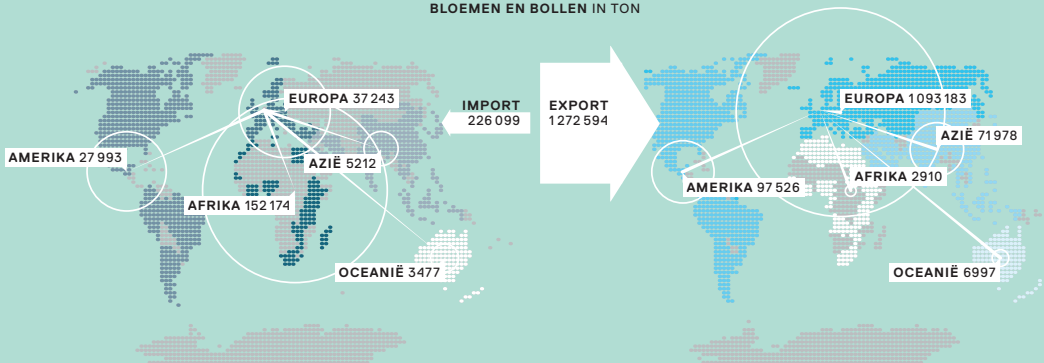 BLOEMEN EN BOLLEN IN TON
IMPORT
226 099
EUROPA 37 243
AMERIKA 27 993
AZIË 5212
AFRIKA 152 174
OCEANIË 3477
EXPORT
1 272 594
EUROPA 1 093 183
AZIË 71 978
AFRIKA 2910
AMERIKA 97 526
OCEANIË 6997